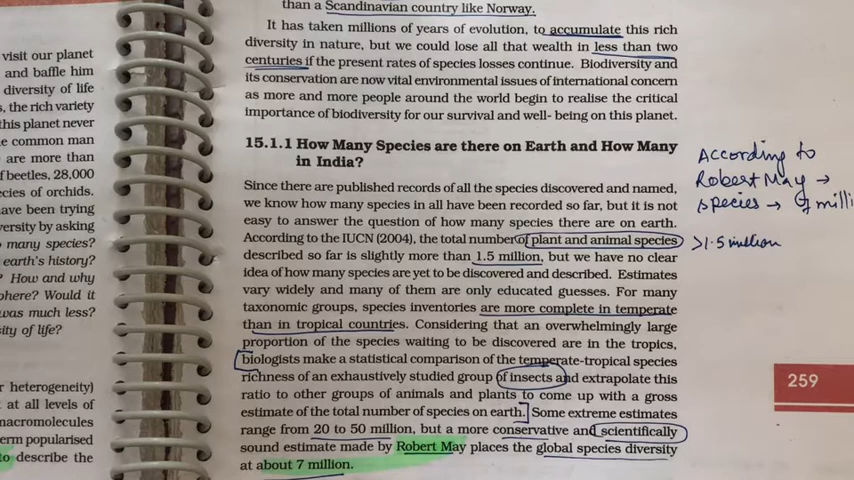 visit our planet
and baffle him
diversity of life
, the rich variety
this planet never
e common man
are more than
f beetles, 28,000
cies of orchids.
ave been trying
versity by asking
many species?
earth's history?
? How and why
phere? Would it
was much less?
sity of life?
r heterogeneity)
at all levels of
macromolecules
erm popularised
to describe the
than a Scandinavian country like Norway.
It has taken millions of years of evolution, to accumulate this rich
diversity in nature, but we could lose all that wealth in less than two
centuries if the present rates of species losses continue. Biodiversity and
its conservation are now vital environmental issues of international concern
as more and more people around the world begin to realise the critical
importance of biodiversity for our survival and well- being on this planet.
15.1.1 How Many Species are there on Earth and How Many
in India?
Since there are published records of all the species discovered and named,
we know how many species in all have been recorded so far, but it is not
easy to answer the question of how many species there are on earth.
According to the IUCN (2004), the total number of plant and animal species
described so far is slightly more than 1.5 million, but we have no clear
idea of how many species are yet to be discovered and described. Estimates
vary widely and many of them are only educated guesses. For many
taxonomic groups, species inventories are more complete in temperate
than in tropical countries. Considering that an overwhelmingly large
proportion of the species waiting to be discovered are in the tropics,
biologists make a statistical comparison of the temperate-tropical species
richness of an exhaustively studied group of insects and extrapolate this
ratio to other groups of animals and plants to come up with a gross
estimate of the total number of species on earth. Some extreme estimates
range from 20 to 50 million, but a more conservative and scientifically
sound estimate made by Robert May places the global species diversity
at about 7 million.
According to
Robert May →
species → 7 milli
>1.5 million
259